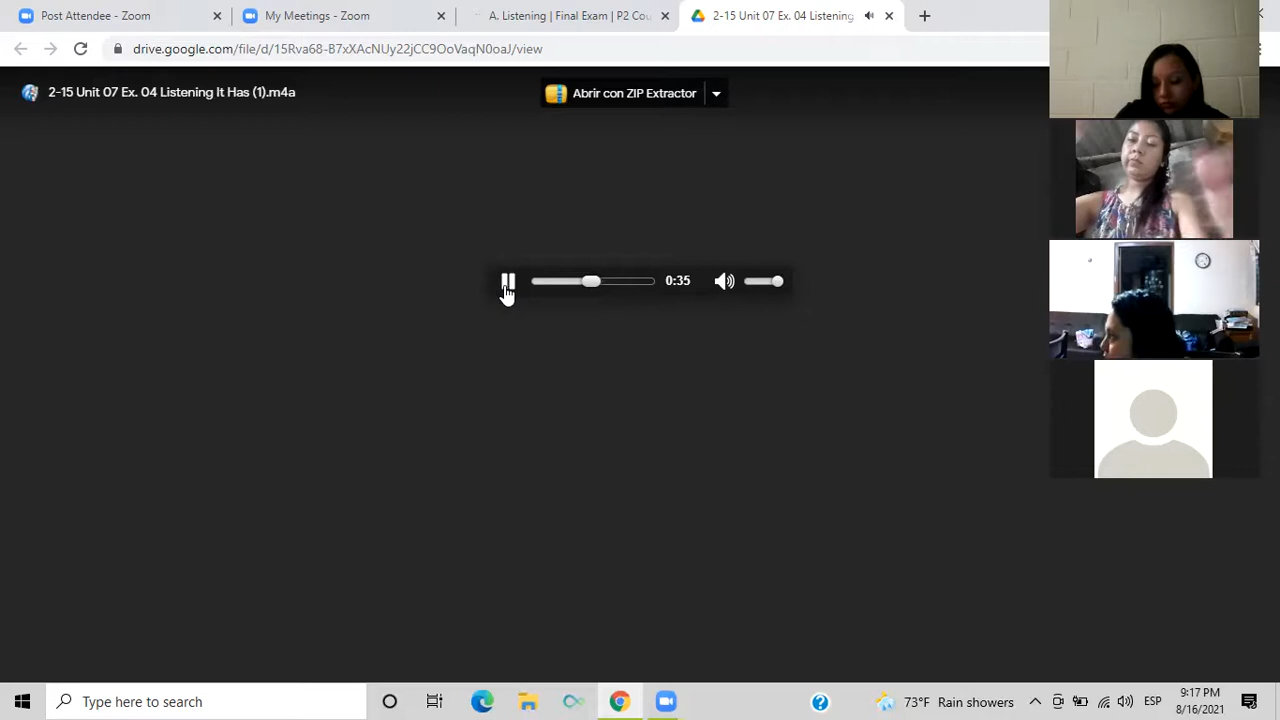 Post Attendee - Zoom
My Meetings - Zoom
A. Listening | Final Exam | P2 Cou
2-15 Unit 07 Ex. 04 Listening
drive.google.com/file/d/15Rva68-B7xXAcNUy22jCC9OoVaqN0oaJ/view
2-15 Unit 07 Ex. 04 Listening It Has (1).m4a
Abrir con ZIP Extractor
0:35
Type here to search
73°F Rain showers
ESP
9:17 PM
8/16/2021